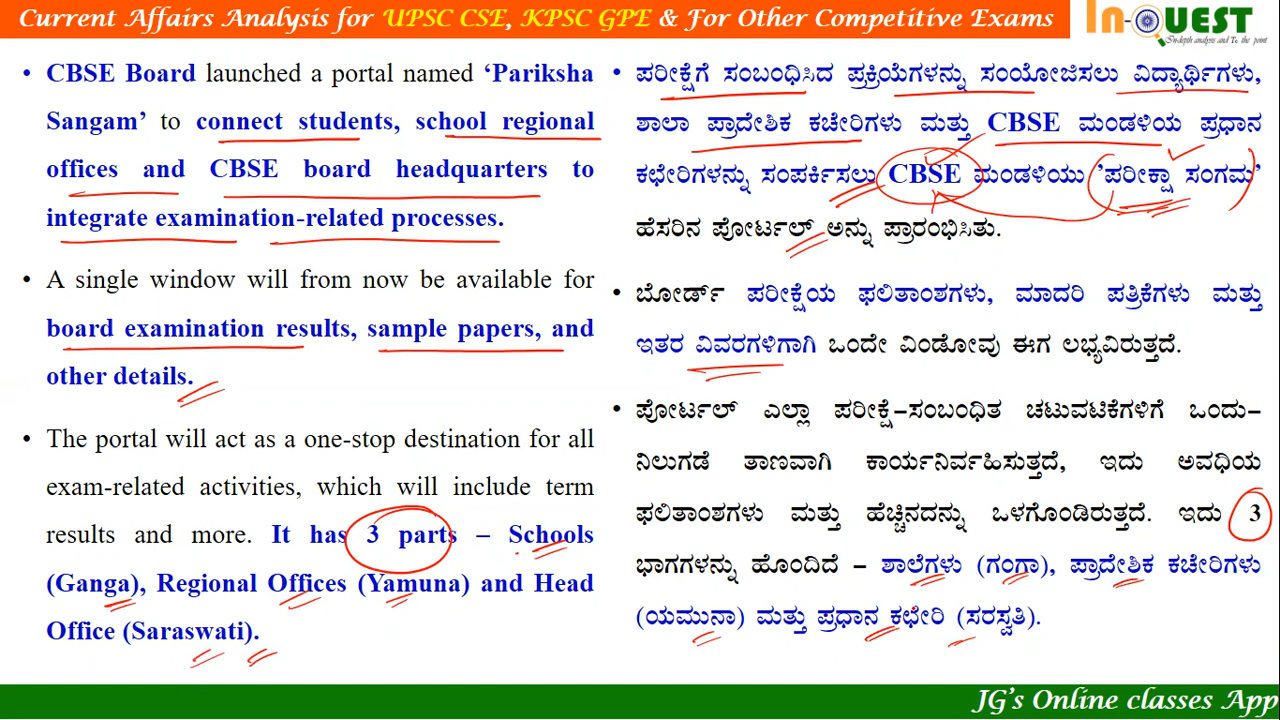 Current Affairs Analysis for UPSC CSE, KPSC GPE & For Other Competitive Exams
In-QUEST
In-depth analysis and To the point
• CBSE Board launched a portal named ‘Pariksha
Sangam’ to connect students, school regional
offices and CBSE board headquarters to
integrate examination-related processes.
• A single window will from now be available for
board examination results, sample papers, and
other details.
• The portal will act as a one-stop destination for all
exam-related activities, which will include term
results and more. It has 3 parts – Schools
(Ganga), Regional Offices (Yamuna) and Head
Office (Saraswati).
• ಪರೀಕ್ಷೆಗೆ ಸಂಬಂಧಿಸಿದ ಪ್ರಕ್ರಿಯೆಗಳನ್ನು ಸಂಯೋಜಿಸಲು ವಿದ್ಯಾರ್ಥಿಗಳು,
ಶಾಲಾ ಪ್ರಾದೇಶಿಕ ಕಚೇರಿಗಳು ಮತ್ತು CBSE ಮಂಡಳಿಯ ಪ್ರಧಾನ
ಕಛೇರಿಗಳನ್ನು ಸಂಪರ್ಕಿಸಲು CBSE ಮಂಡಳಿಯು ’ಪರೀಕ್ಷಾ ಸಂಗಮ’
ಹೆಸರಿನ ಪೋರ್ಟಲ್ ಅನ್ನು ಪ್ರಾರಂಭಿಸಿತು.
• ಬೋರ್ಡ್ ಪರೀಕ್ಷೆಯ ಫಲಿತಾಂಶಗಳು, ಮಾದರಿ ಪತ್ರಿಕೆಗಳು ಮತ್ತು
ಇತರ ವಿವರಗಳಿಗಾಗಿ ಒಂದೇ ವಿಂಡೋವು ಈಗ ಲಭ್ಯವಿರುತ್ತದೆ.
• ಪೋರ್ಟಲ್ ಎಲ್ಲಾ ಪರೀಕ್ಷೆ-ಸಂಬಂಧಿತ ಚಟುವಟಿಕೆಗಳಿಗೆ ಒಂದು-
ನಿಲುಗಡೆ ತಾಣವಾಗಿ ಕಾರ್ಯನಿರ್ವಹಿಸುತ್ತದೆ, ಇದು ಅವಧಿಯ
ಫಲಿತಾಂಶಗಳು ಮತ್ತು ಹೆಚ್ಚಿನದನ್ನು ಒಳಗೊಂಡಿರುತ್ತದೆ. ಇದು 3
ಭಾಗಗಳನ್ನು ಹೊಂದಿದೆ – ಶಾಲೆಗಳು (ಗಂಗಾ), ಪ್ರಾದೇಶಿಕ ಕಚೇರಿಗಳು
(ಯಮುನಾ) ಮತ್ತು ಪ್ರಧಾನ ಕಛೇರಿ (ಸರಸ್ವತಿ).
JG's Online classes App